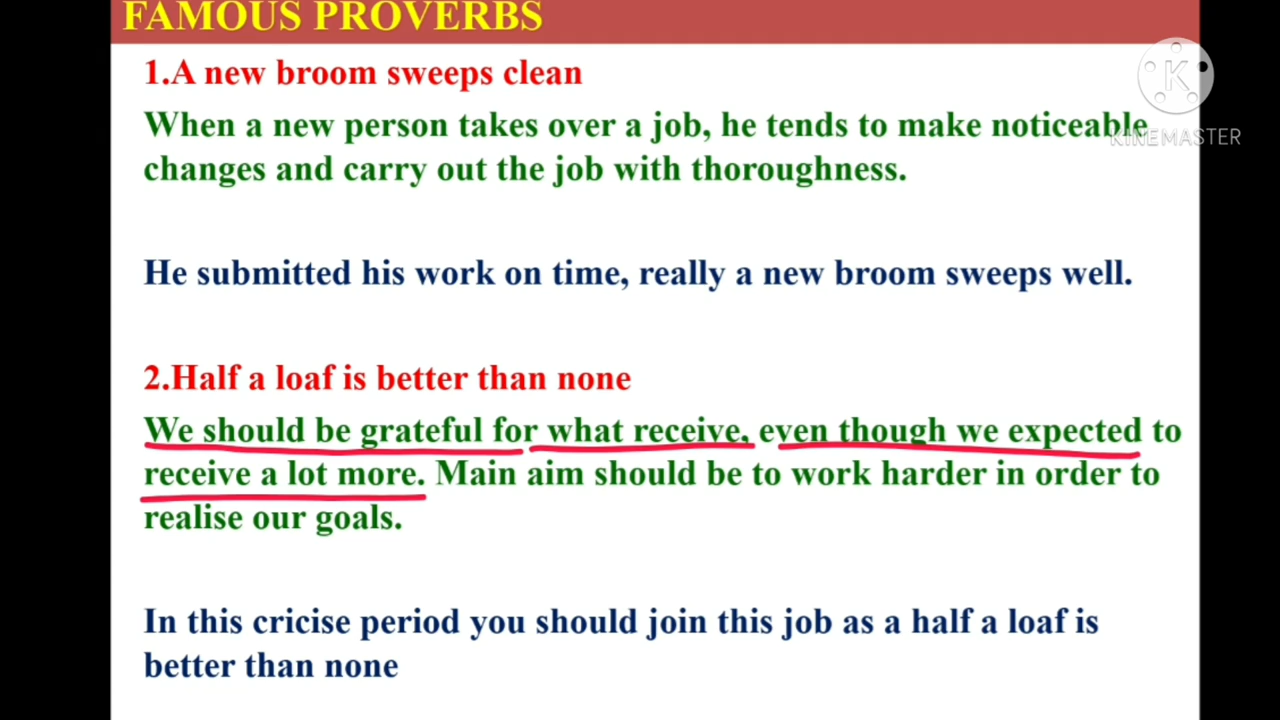 FAMOUS PROVERBS
1.A new broom sweeps clean
When a new person takes over a job, he tends to make noticeable
changes and carry out the job with thoroughness.
He submitted his work on time, really a new broom sweeps well.
2.Half a loaf is better than none
We should be grateful for what receive, even though we expected to
receive a lot more. Main aim should be to work harder in order to
realise our goals.
In this cricise period you should join this job as a half a loaf is
better than none
K
KINEMASTER